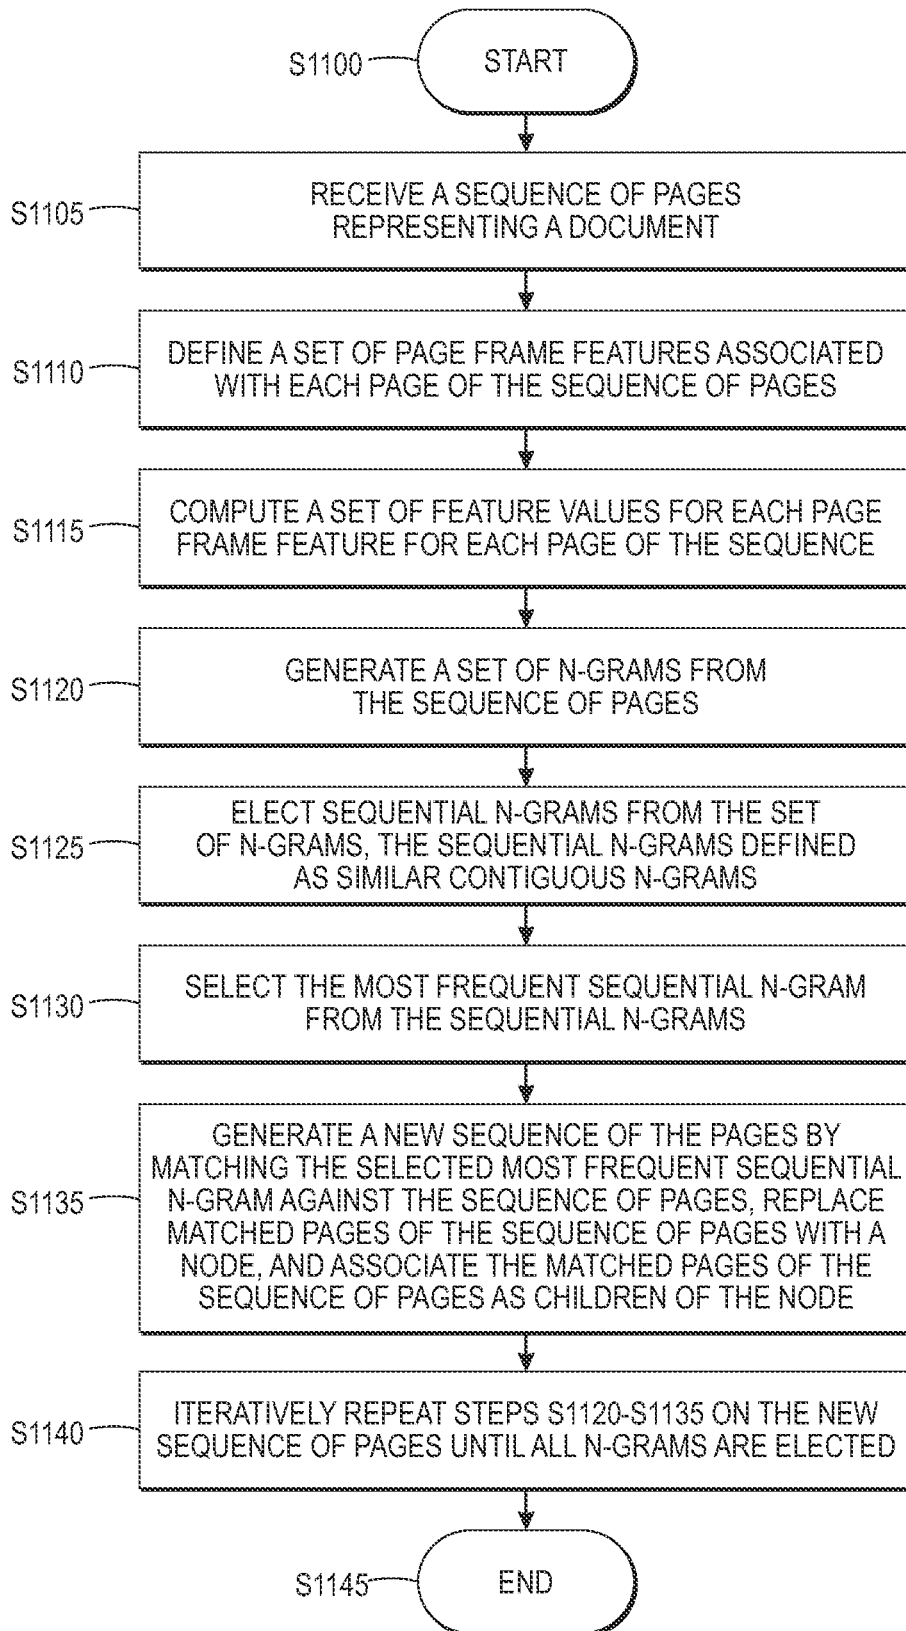 S1100
START
S1105
RECEIVE A SEQUENCE OF PAGES
REPRESENTING A DOCUMENT
S1110
DEFINE A SET OF PAGE FRAME FEATURES ASSOCIATED
WITH EACH PAGE OF THE SEQUENCE OF PAGES
S1115
COMPUTE A SET OF FEATURE VALUES FOR EACH PAGE
FRAME FEATURE FOR EACH PAGE OF THE SEQUENCE
S1120
GENERATE A SET OF N-GRAMS FROM
THE SEQUENCE OF PAGES
S1125
ELECT SEQUENTIAL N-GRAMS FROM THE SET
OF N-GRAMS, THE SEQUENTIAL N-GRAMS DEFINED
AS SIMILAR CONTIGUOUS N-GRAMS
S1130
SELECT THE MOST FREQUENT SEQUENTIAL N-GRAM
FROM THE SEQUENTIAL N-GRAMS
S1135
GENERATE A NEW SEQUENCE OF THE PAGES BY
MATCHING THE SELECTED MOST FREQUENT SEQUENTIAL
N-GRAM AGAINST THE SEQUENCE OF PAGES, REPLACE
MATCHED PAGES OF THE SEQUENCE OF PAGES WITH A
NODE, AND ASSOCIATE THE MATCHED PAGES OF THE
SEQUENCE OF PAGES AS CHILDREN OF THE NODE
S1140
ITERATIVELY REPEAT STEPS S1120-S1135 ON THE NEW
SEQUENCE OF PAGES UNTIL ALL N-GRAMS ARE ELECTED
S1145
END